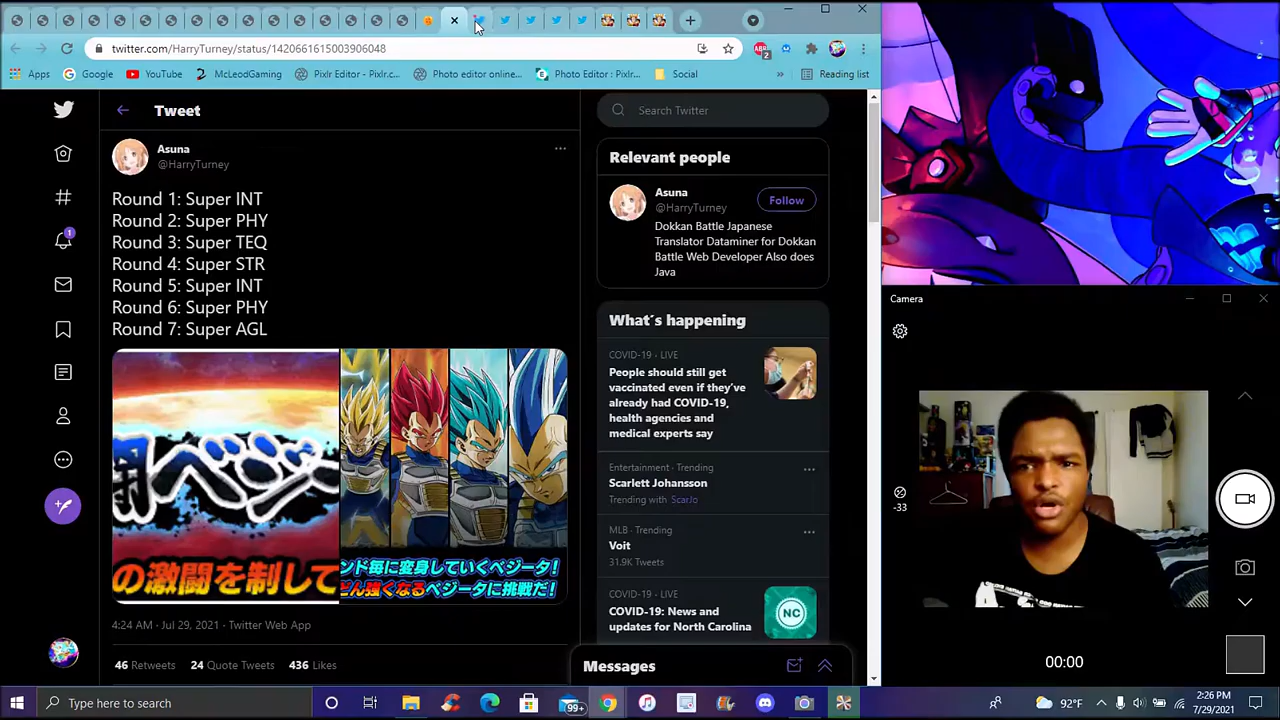 twitter.com/HarryTurney/status/1420661615003906048
ABP
2
Apps
Google
YouTube
McLeodGaming
Pixlr Editor - Pixlr.c...
Photo editor online...
Photo Editor : Pixlr...
Social
»
Reading list
Tweet
Search Twitter
Asuna
@HarryTurney
Round 1: Super INT
Round 2: Super PHY
Round 3: Super TEQ
Round 4: Super STR
Round 5: Super INT
Round 6: Super PHY
Round 7: Super AGL
の激闘を制して
ンド毎に変身していくベジータ!
どん強くなるベジータに挑戦だ!
4:24 AM · Jul 29, 2021 · Twitter Web App
46 Retweets
24 Quote Tweets
436 Likes
Relevant people
Asuna
@HarryTurney
Follow
Dokkan Battle Japanese
Translator Dataminer for Dokkan
Battle Web Developer Also does
Java
What's happening
COVID-19 · LIVE
People should still get
vaccinated even if they've
already had COVID-19,
health agencies and
medical experts say
Entertainment · Trending
Scarlett Johansson
Trending with ScarJo
MLB · Trending
Voit
31.9K Tweets
COVID-19 · LIVE
COVID-19: News and
updates for North Carolina
NC
Messages
Camera
-33
00:00
Type here to search
99+
92°F
2:26 PM
7/29/2021